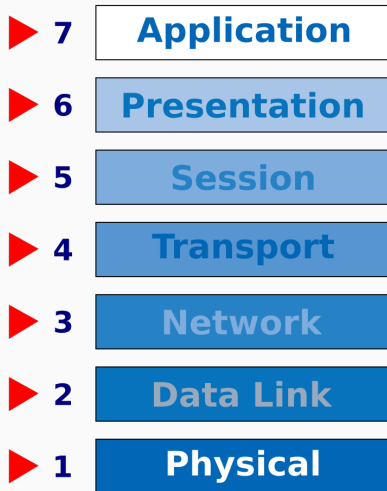 7 Application
6 Presentation
5 Session
4 Transport
3 Network
2 Data Link
1 Physical